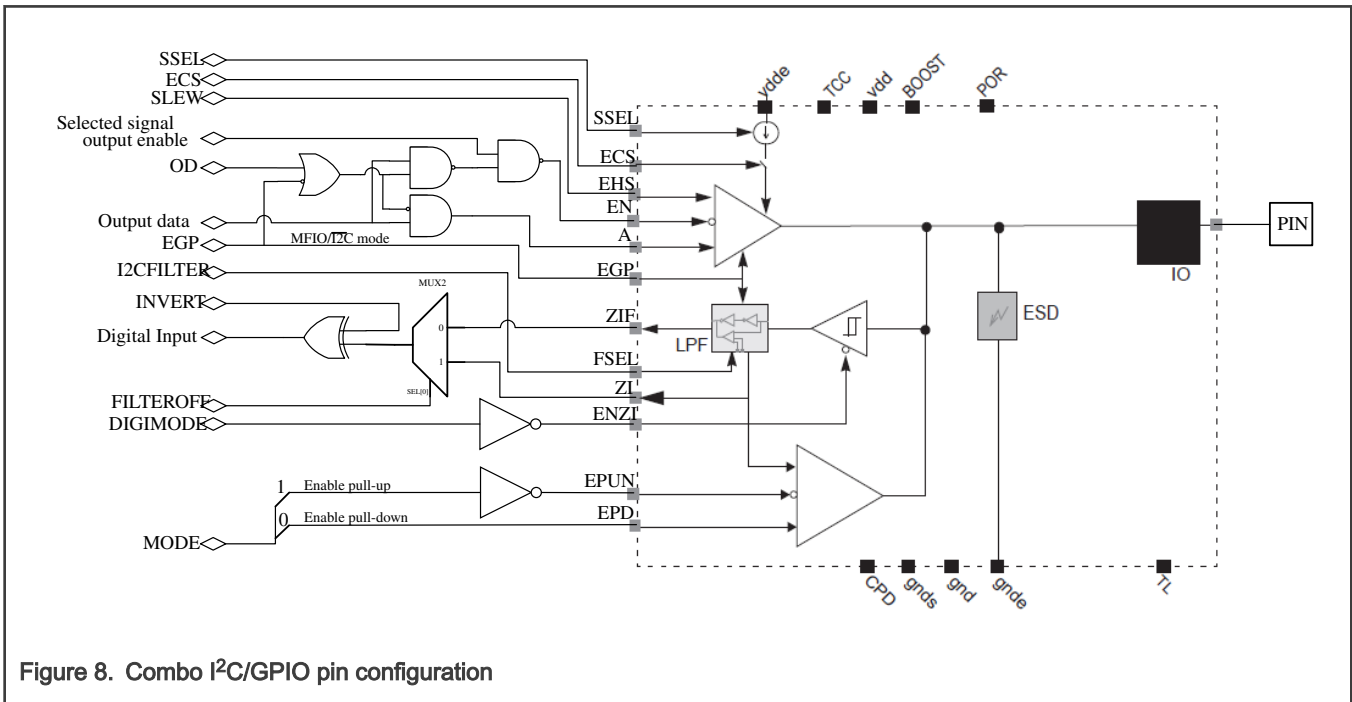 SSEL
ECS
SLEW
Selected signal
output enable
OD
Output data
EGP
MFIO/I2C mode
I2CFILTER
INVERT
MUX2
Digital Input
0
1
SEL[0]
FILTEROFF
DIGIMODE
1 Enable pull-up
0 Enable pull-down
MODE
vdde
TCC
vdd
BOOST
POR
SSEL
ECS
EHS
EN
A
EGP
ZIF
LPF
FSEL
ZI
ENZI
EPUN
EPD
IO
PIN
ESD
CPD
gnds
gnd
gnde
TL
Figure 8. Combo I²C/GPIO pin configuration